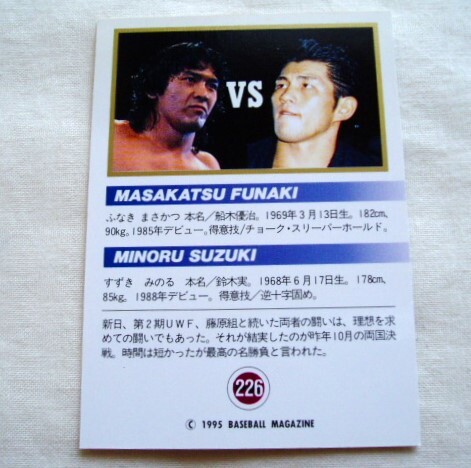 VS
MASAKATSU FUNAKI
ふなき まさかつ 本名／船木優治。1969年3月13日生。182cm,
90kg。1985年デビュー。得意技/チョーク・スリーパーホールド。
MINORU SUZUKI
すずき みのる 本名／鈴木実。1968年6月17日生。178cm,
85kg。1988年デビュー。得意技／逆十字固め。
新日、第2期UWF、藤原組と続いた両者の闘いは、理想を求
めての闘いでもあった。それが結実したのが昨年10月の両国決
戦。時間は短かったが最高の名勝負と言われた。
226
© 1995 BASEBALL MAGAZINE